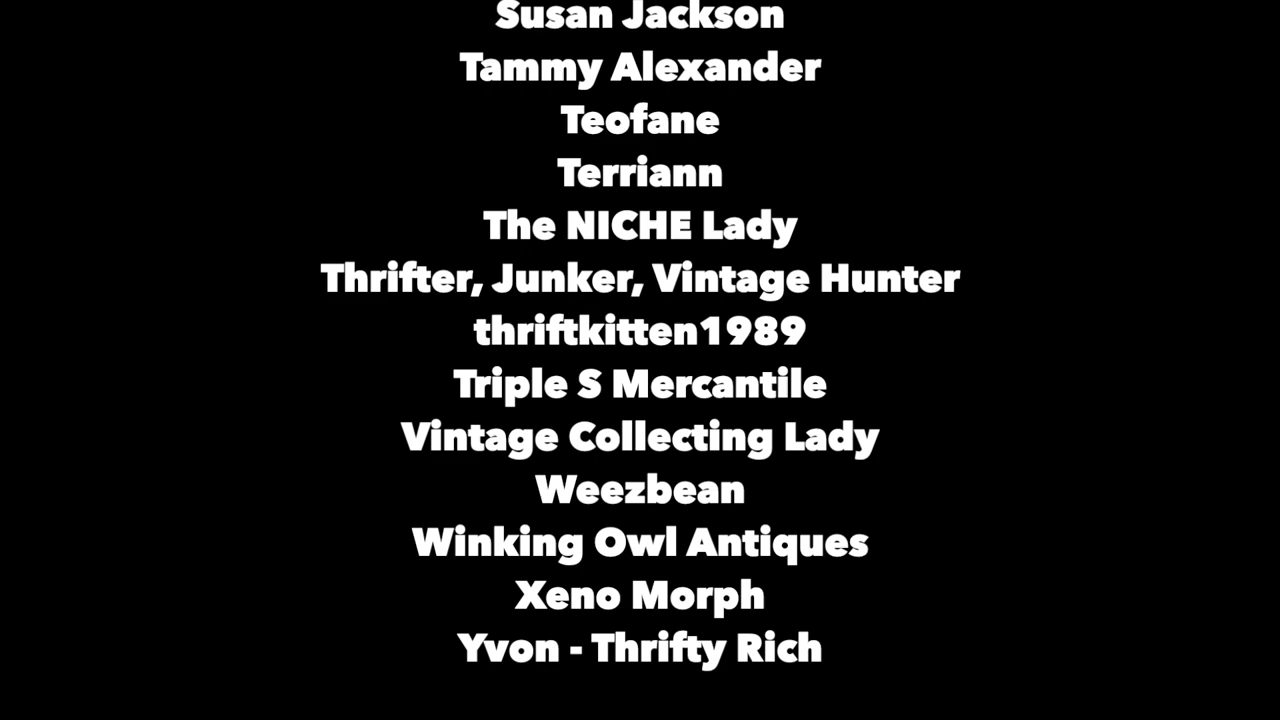 Susan Jackson
Tammy Alexander
Teofane
Terriann
The NICHE Lady
Thrifter, Junker, Vintage Hunter
thriftkitten1989
Triple S Mercantile
Vintage Collecting Lady
Weezbean
Winking Owl Antiques
Xeno Morph
Yvon - Thrifty Rich